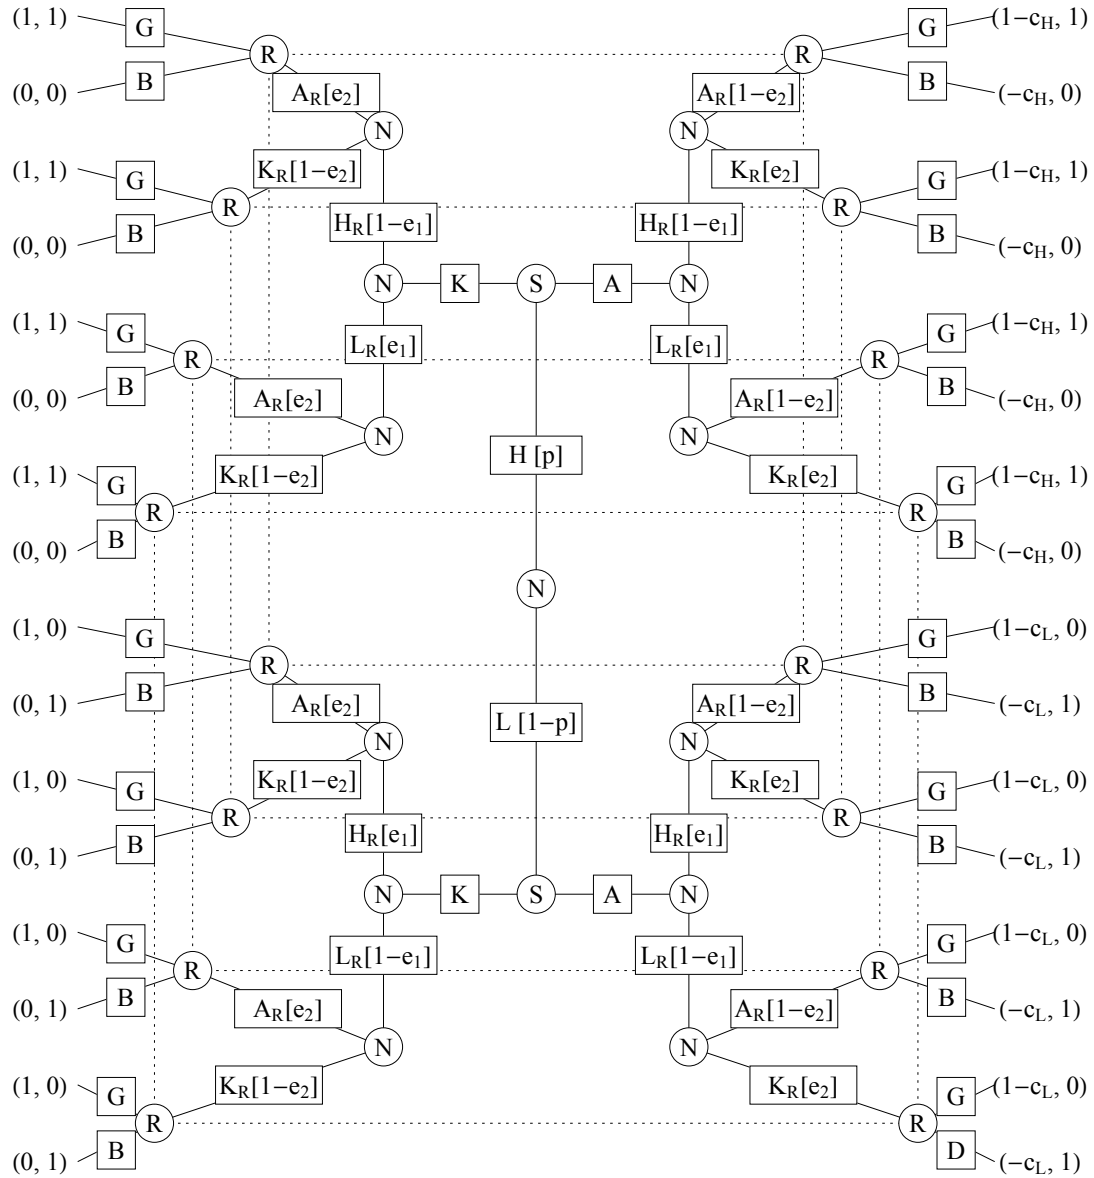 (1, 1) G G (1−c_H, 1)
R R
(0, 0) B A_R[e_2] A_R[1−e_2] B (−c_H, 0)
N N
(1, 1) G K_R[1−e_2] K_R[e_2] G (1−c_H, 1)
R R
(0, 0) B H_R[1−e_1] H_R[1−e_1] B (−c_H, 0)
N K S A N
(1, 1) G L_R[e_1] L_R[e_1] G (1−c_H, 1)
R R
(0, 0) B A_R[e_2] A_R[1−e_2] B (−c_H, 0)
N H [p] N
(1, 1) G K_R[1−e_2] K_R[e_2] G (1−c_H, 1)
R R
(0, 0) B B (−c_H, 0)
N
(1, 0) G G (1−c_L, 0)
R R
(0, 1) B A_R[e_2] L [1−p] A_R[1−e_2] B (−c_L, 1)
N N
(1, 0) G K_R[1−e_2] K_R[e_2] G (1−c_L, 0)
R R
(0, 1) B H_R[e_1] H_R[e_1] B (−c_L, 1)
N K S A N
(1, 0) G L_R[1−e_1] L_R[1−e_1] G (1−c_L, 0)
R R
(0, 1) B A_R[e_2] A_R[1−e_2] B (−c_L, 1)
N N
(1, 0) G K_R[1−e_2] K_R[e_2] G (1−c_L, 0)
R R
(0, 1) B D (−c_L, 1)